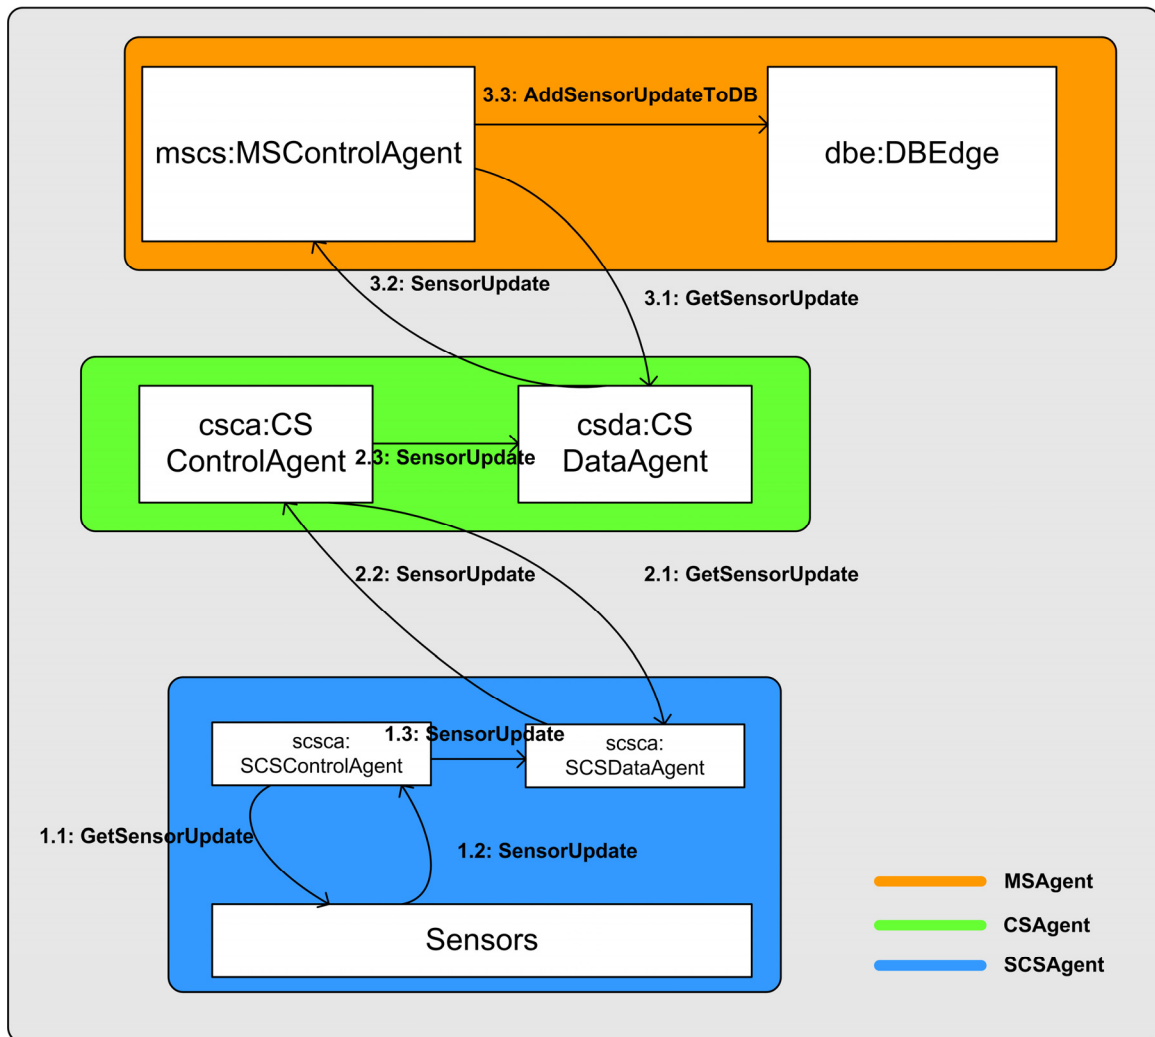 3.3: AddSensorUpdateToDB
mscs:MSControlAgent
dbe:DBEdge
3.2: SensorUpdate
3.1: GetSensorUpdate
csca:CS
ControlAgent
2.3: SensorUpdate
csda:CS
DataAgent
2.2: SensorUpdate
2.1: GetSensorUpdate
scsca:
SCSControlAgent
1.3: SensorUpdate
scsca:
SCSDataAgent
1.1: GetSensorUpdate
1.2: SensorUpdate
Sensors
MSAgent
CSAgent
SCSAgent